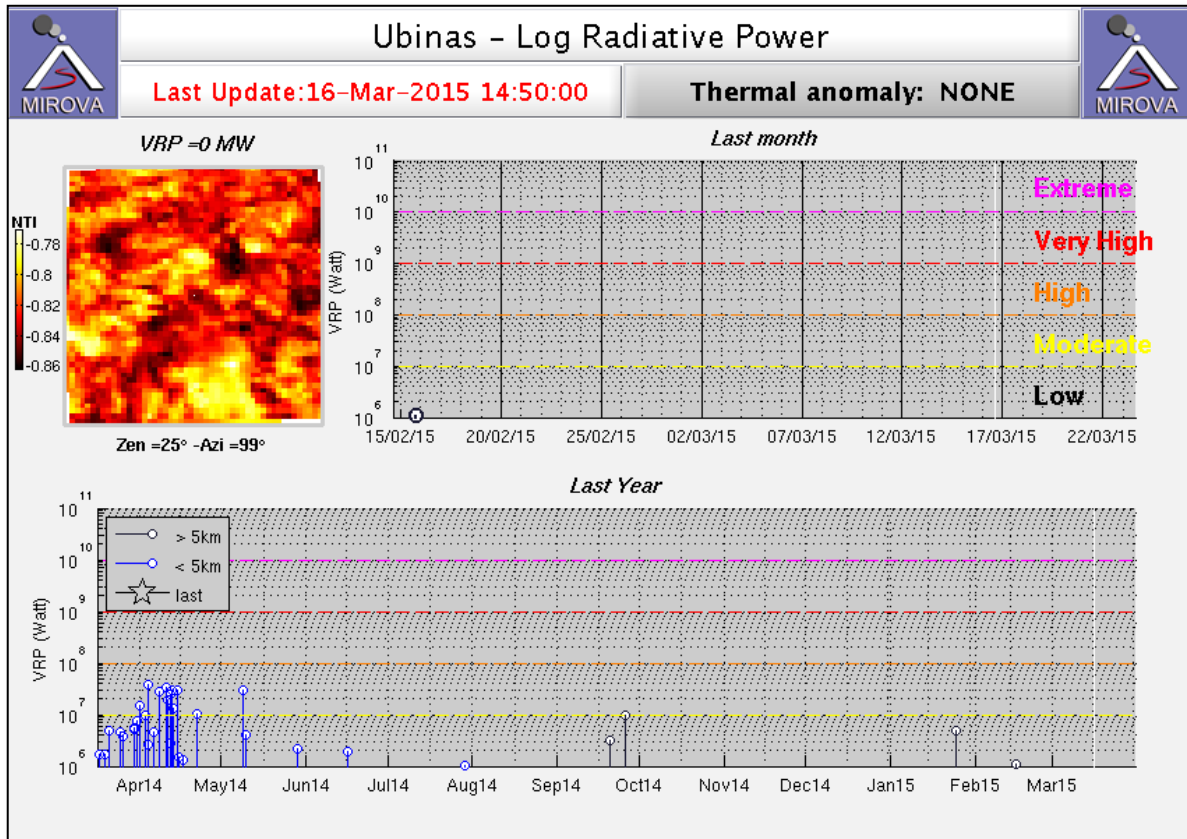 Ubinas - Log Radiative Power
MIROVA
Last Update:16-Mar-2015 14:50:00
Thermal anomaly: NONE
MIROVA
VRP =0 MW
Last month
NTI
-0.78
-0.8
-0.82
-0.84
-0.86
Zen =25° -Azi =99°
VRP (Watt)
10^11
10^10
10^9
10^8
10^7
10^6
Extreme
Very High
High
Moderate
Low
15/02/15 20/02/15 25/02/15 02/03/15 07/03/15 12/03/15 17/03/15 22/03/15
Last Year
VRP (Watt)
10^11
10^10
10^9
10^8
10^7
10^6
> 5km
< 5km
last
Apr14 May14 Jun14 Jul14 Aug14 Sep14 Oct14 Nov14 Dec14 Jan15 Feb15 Mar15